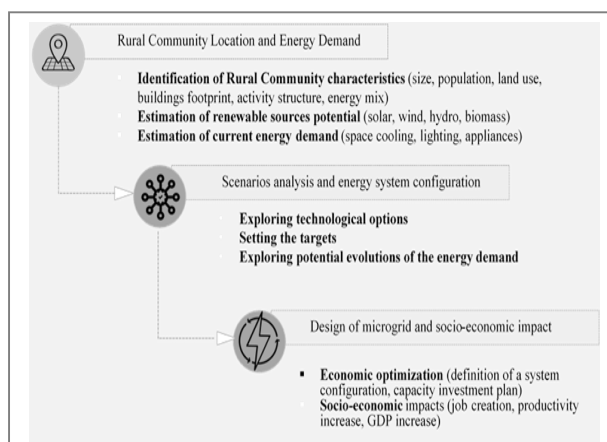 Rural Community Location and Energy Demand
Identification of Rural Community characteristics (size, population, land use,
buildings footprint, activity structure, energy mix)
Estimation of renewable sources potential (solar, wind, hydro, biomass)
Estimation of current energy demand (space cooling, lighting, appliances)
Scenarios analysis and energy system configuration
Exploring technological options
Setting the targets
Exploring potential evolutions of the energy demand
Design of microgrid and socio-economic impact
▪ Economic optimization (definition of a system
configuration, capacity investment plan)
Socio-economic impacts (job creation, productivity
increase, GDP increase)